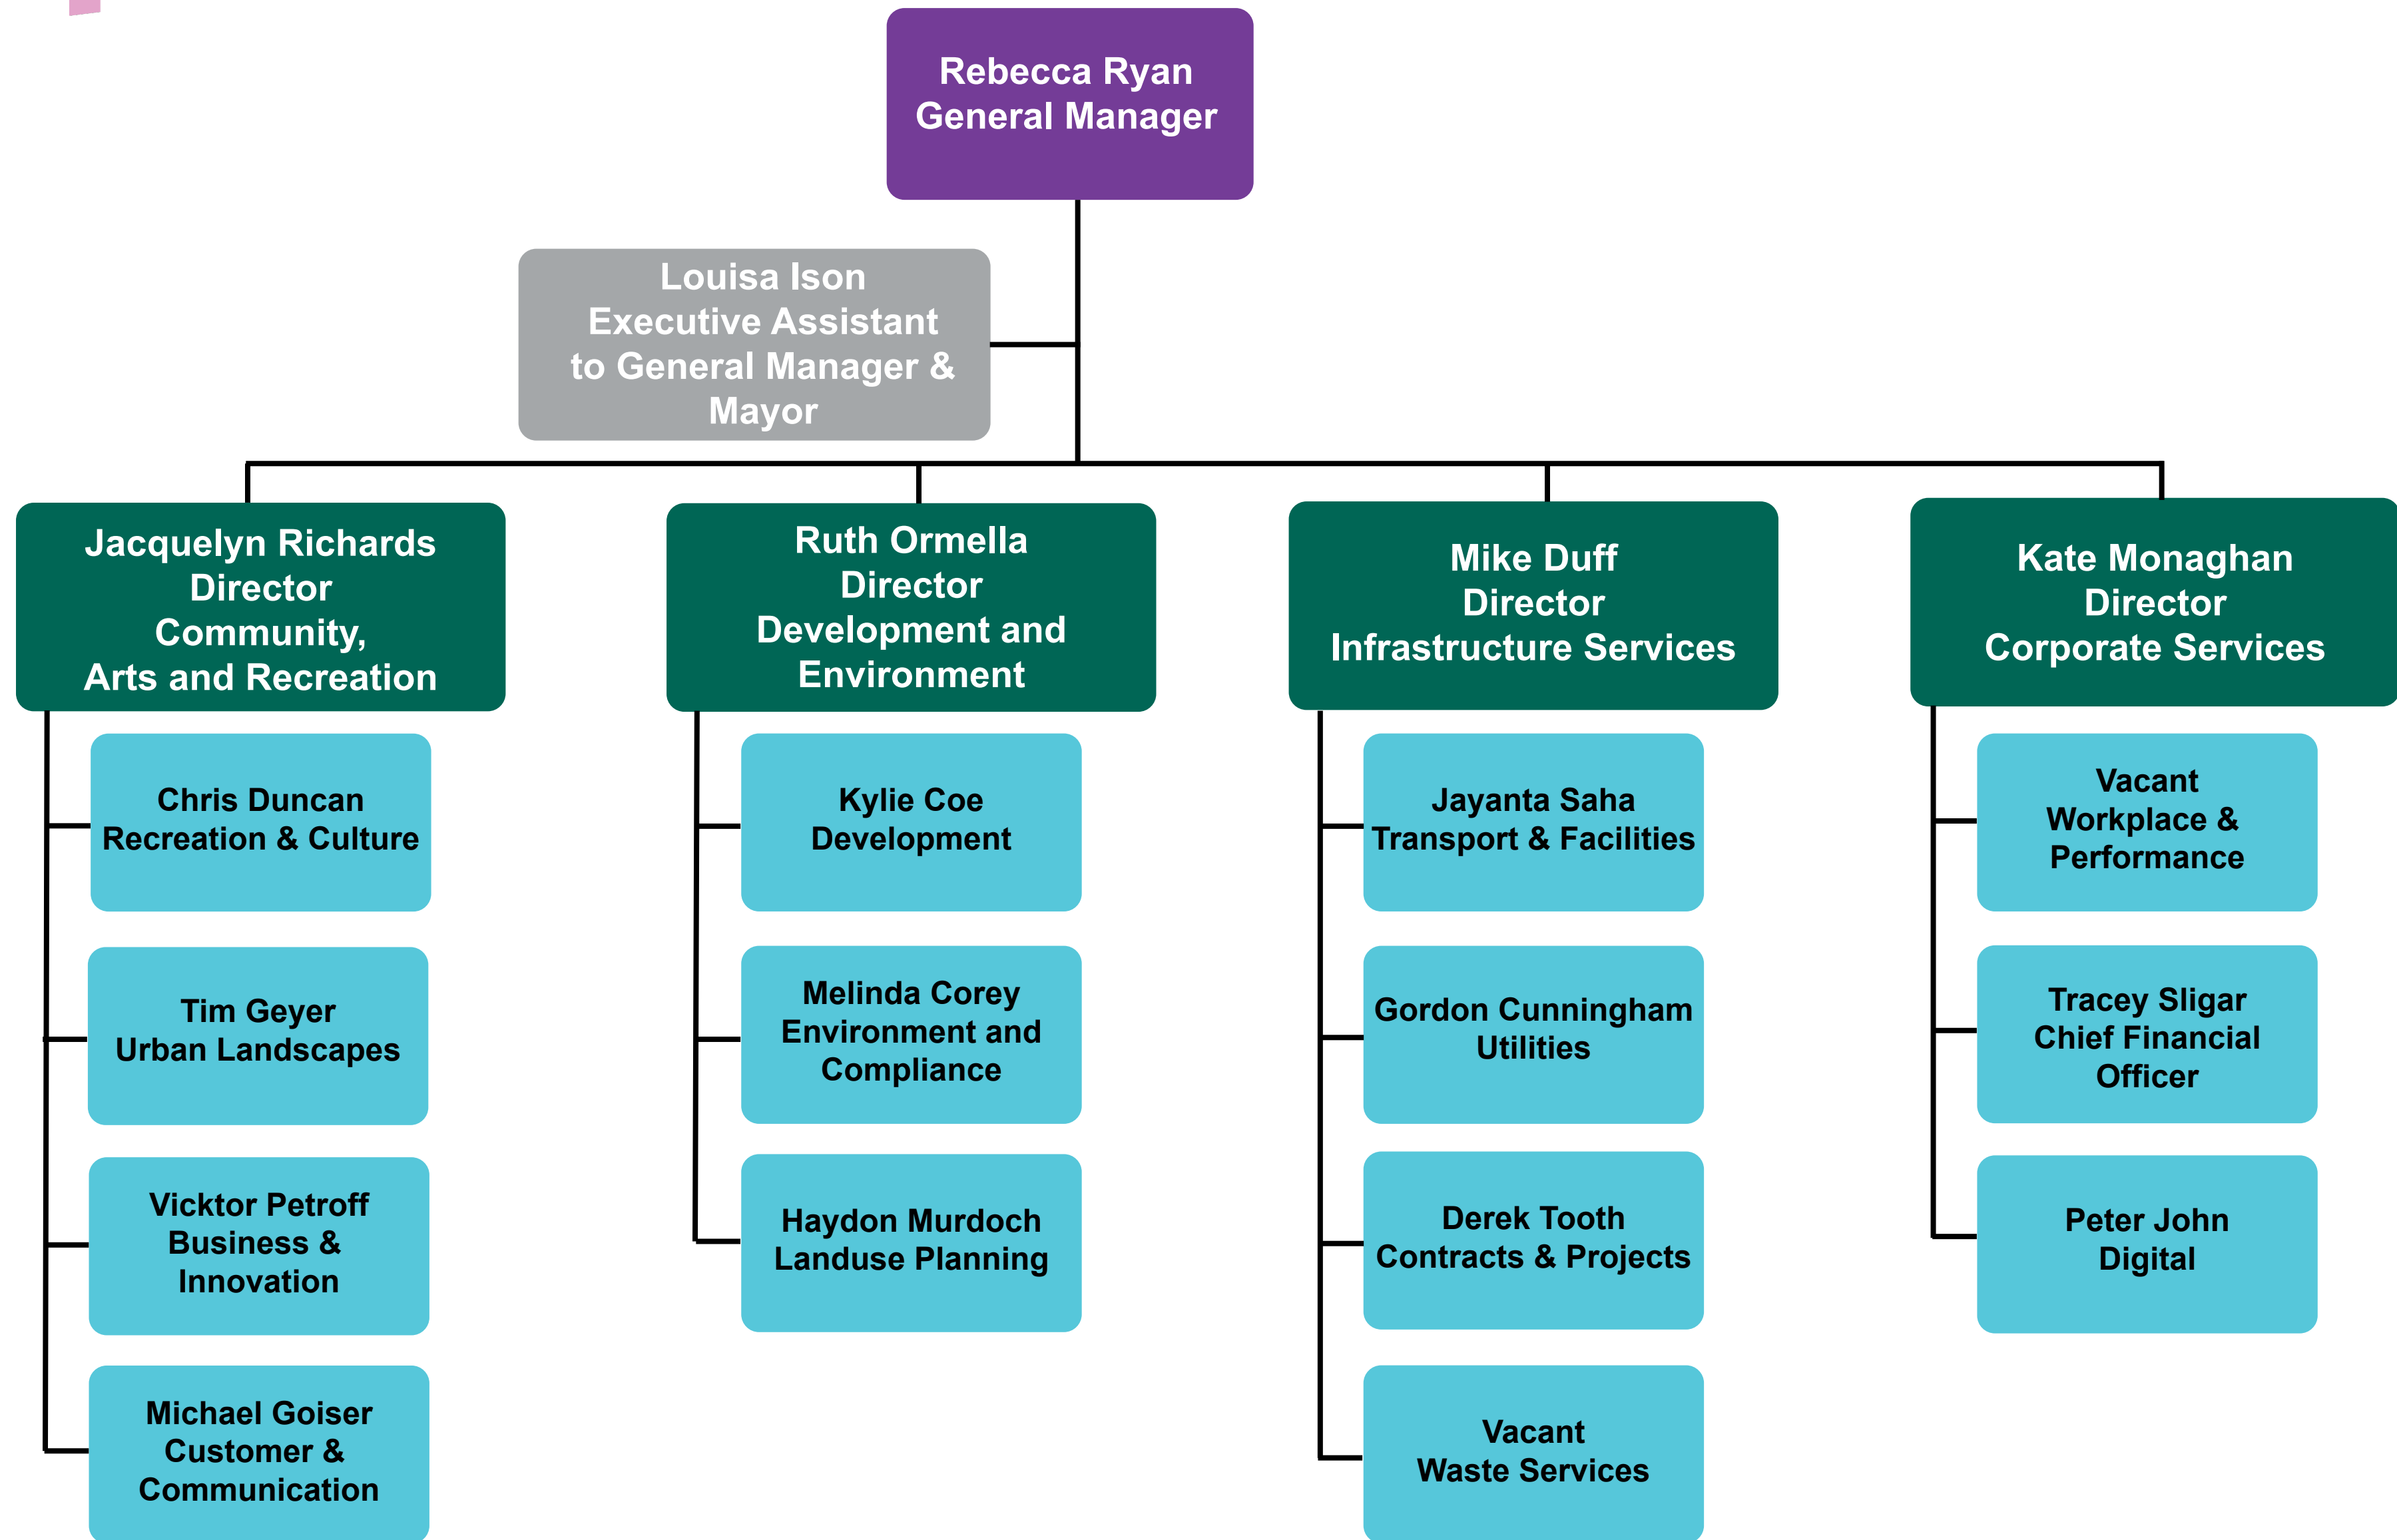 Rebecca Ryan
General Manager
Louisa Ison
Executive Assistant
to General Manager &
Mayor
Jacquelyn Richards
Director
Community,
Arts and Recreation
Ruth Ormella
Director
Development and
Environment
Mike Duff
Director
Infrastructure Services
Kate Monaghan
Director
Corporate Services
Chris Duncan
Recreation & Culture
Tim Geyer
Urban Landscapes
Vicktor Petroff
Business &
Innovation
Michael Goiser
Customer &
Communication
Kylie Coe
Development
Melinda Corey
Environment and
Compliance
Haydon Murdoch
Landuse Planning
Jayanta Saha
Transport & Facilities
Gordon Cunningham
Utilities
Derek Tooth
Contracts & Projects
Vacant
Waste Services
Vacant
Workplace &
Performance
Tracey Sligar
Chief Financial
Officer
Peter John
Digital